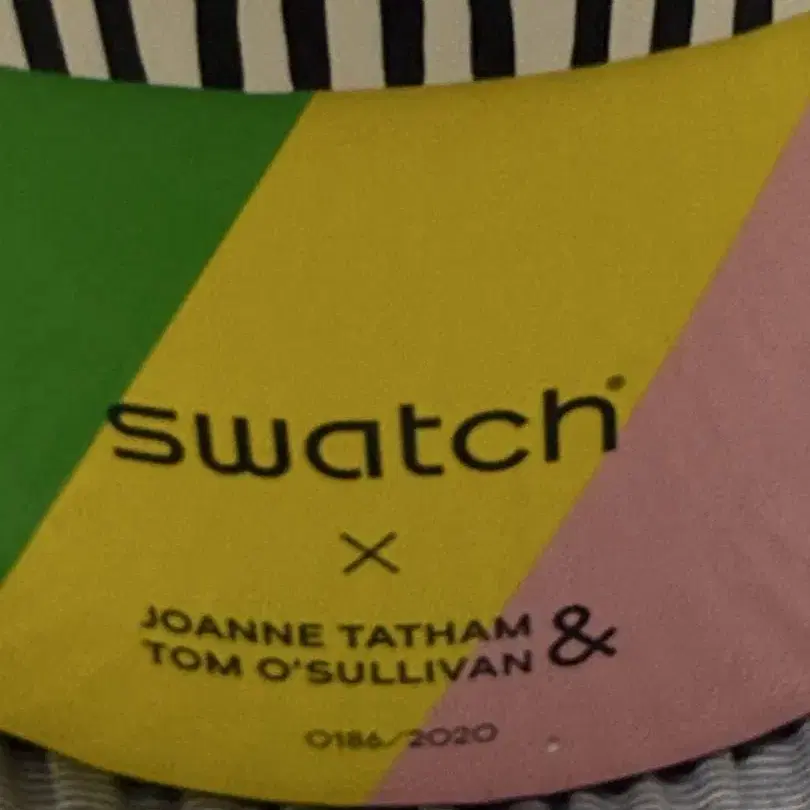 swatch
×
JOANNE TATHAM &
TOM O'SULLIVAN
0186/2020